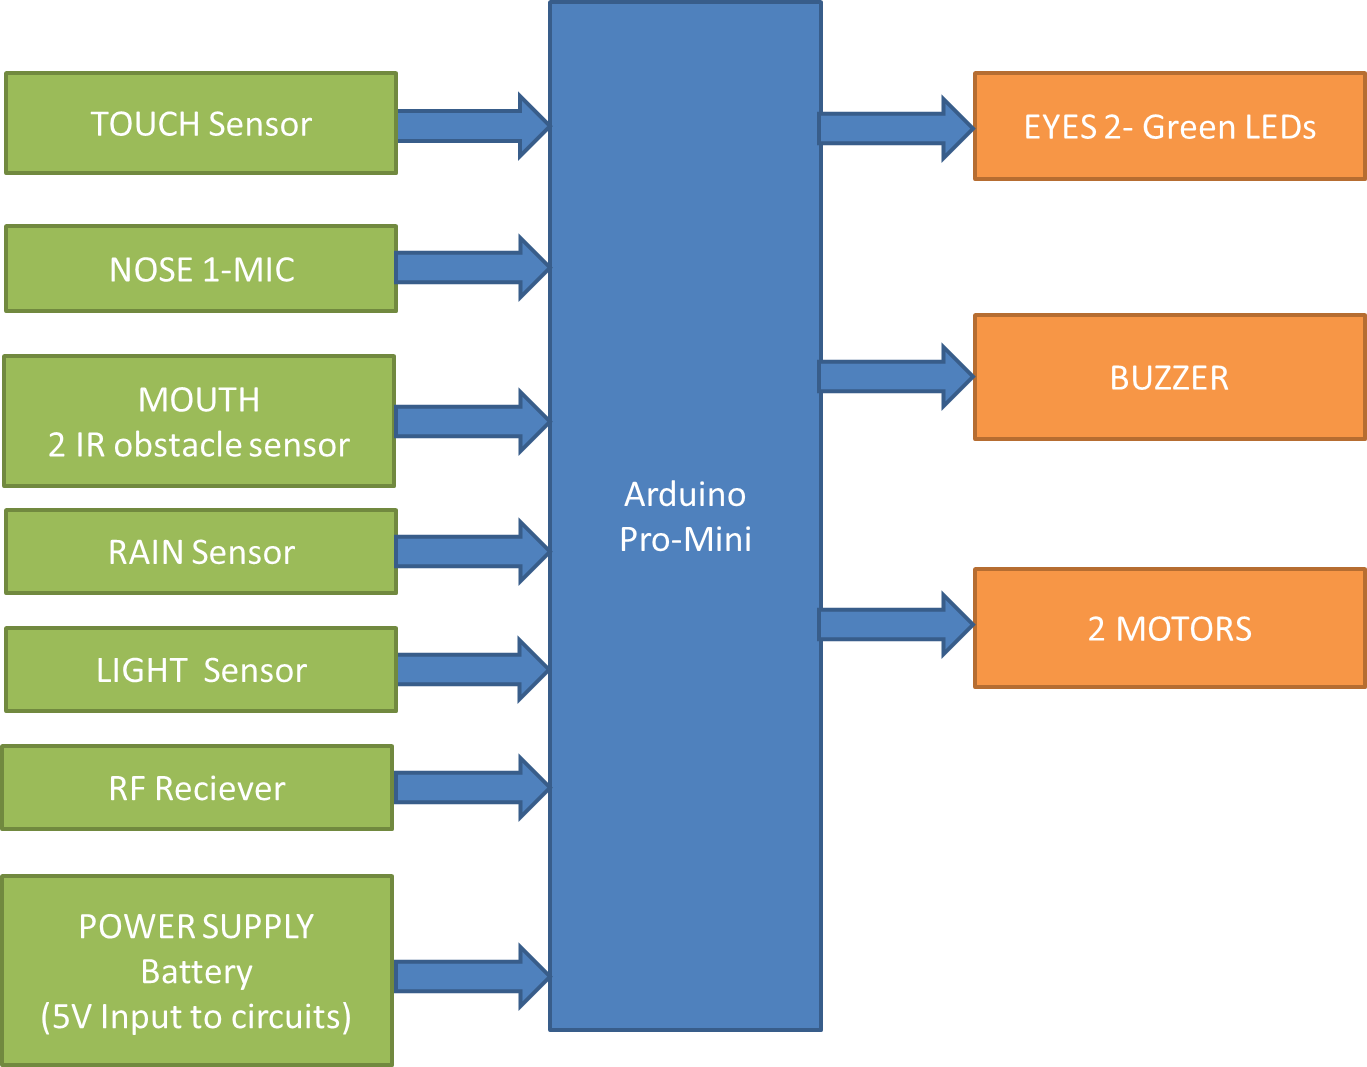 TOUCH Sensor
NOSE 1-MIC
MOUTH
2 IR obstacle sensor
RAIN Sensor
LIGHT  Sensor
RF Reciever
POWER SUPPLY
Battery
(5V Input to circuits)
Arduino
Pro-Mini
EYES 2- Green LEDs
BUZZER
2 MOTORS